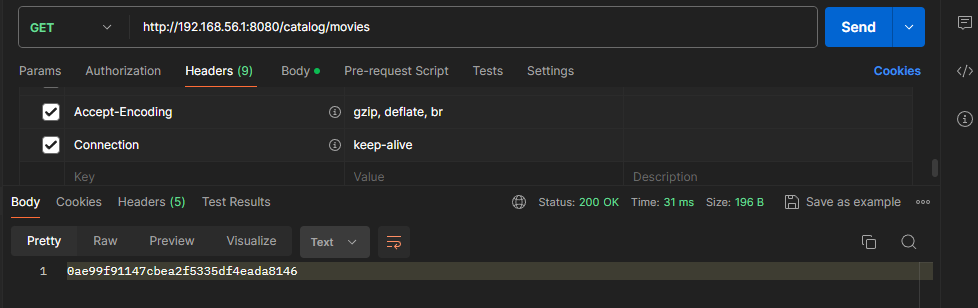 GET http://192.168.56.1:8080/catalog/movies Send
Params Authorization Headers (9) Body Pre-request Script Tests Settings Cookies
Accept-Encoding gzip, deflate, br
Connection keep-alive
Key Value Description
Body Cookies Headers (5) Test Results Status: 200 OK Time: 31 ms Size: 196 B Save as example
Pretty Raw Preview Visualize Text
1 0ae99f91147cbea2f5335df4eada8146